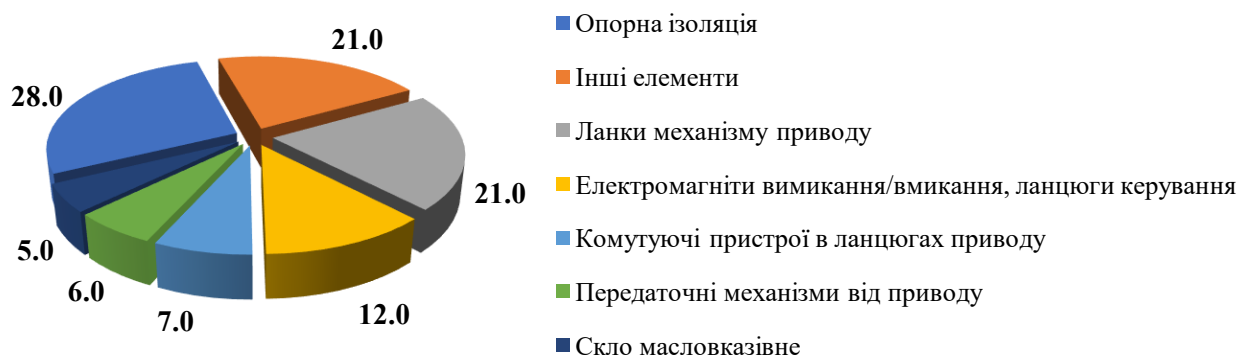 28.0
21.0
21.0
12.0
7.0
6.0
5.0
Опорна ізоляція
Інші елементи
Ланки механізму приводу
Електромагніти вимикання/вмикання, ланцюги керування
Комутуючі пристрої в ланцюгах приводу
Передаточні механізми від приводу
Скло масловказівне